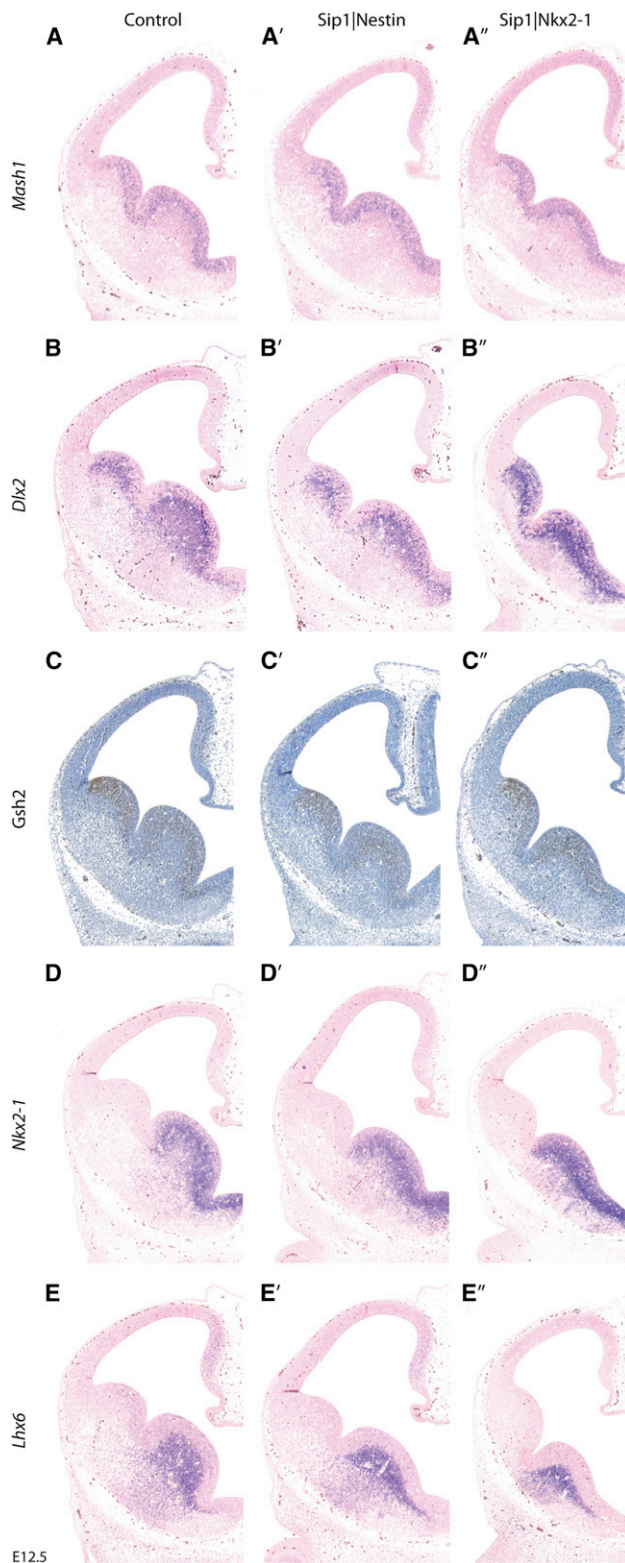 Control Sip1|Nestin Sip1|Nkx2-1
A A′ A″
Mash1
B B′ B″
Dlx2
C C′ C″
Gsh2
D D′ D″
Nkx2-1
E E′ E″
Lhx6
E12.5